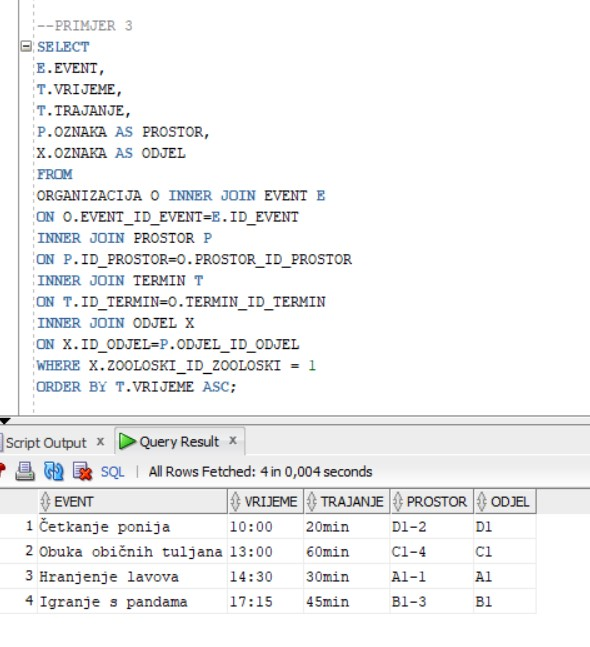 --PRIMJER 3
SELECT
E.EVENT,
T.VRIJEME,
T.TRAJANJE,
P.OZNAKA AS PROSTOR,
X.OZNAKA AS ODJEL
FROM
ORGANIZACIJA O INNER JOIN EVENT E
ON O.EVENT_ID_EVENT=E.ID_EVENT
INNER JOIN PROSTOR P
ON P.ID_PROSTOR=O.PROSTOR_ID_PROSTOR
INNER JOIN TERMIN T
ON T.ID_TERMIN=O.TERMIN_ID_TERMIN
INNER JOIN ODJEL X
ON X.ID_ODJEL=P.ODJEL_ID_ODJEL
WHERE X.ZOOLOSKI_ID_ZOOLOSKI = 1
ORDER BY T.VRIJEME ASC;
Script Output x Query Result x
SQL | All Rows Fetched: 4 in 0,004 seconds
EVENT VRIJEME TRAJANJE PROSTOR ODJEL
1 Četkanje ponija 10:00 20min D1-2 D1
2 Obuka običnih tuljana 13:00 60min C1-4 C1
3 Hranjenje lavova 14:30 30min A1-1 A1
4 Igranje s pandama 17:15 45min B1-3 B1